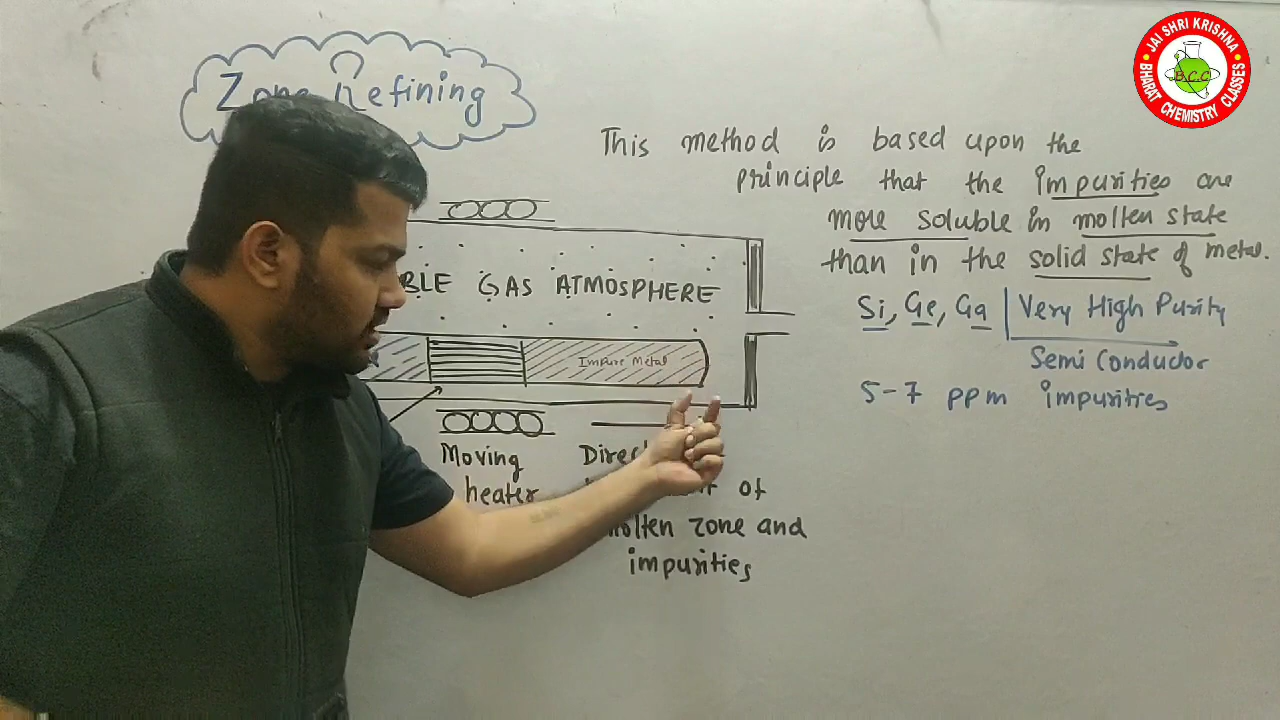 Zone Refining
This method is based upon the
principle that the impurities are
more soluble in molten state
than in the solid state of metal.
BLE GAS ATMOSPHERE
Si, Ge, Ga Very High Purity
Semi Conductor
5-7 ppm impurities
Impure Metal
Moving
heater
Direc
of
molten zone and
impurities
JAI SHRI KRISHNA
B.C.C
BHARAT CHEMISTRY CLASSES